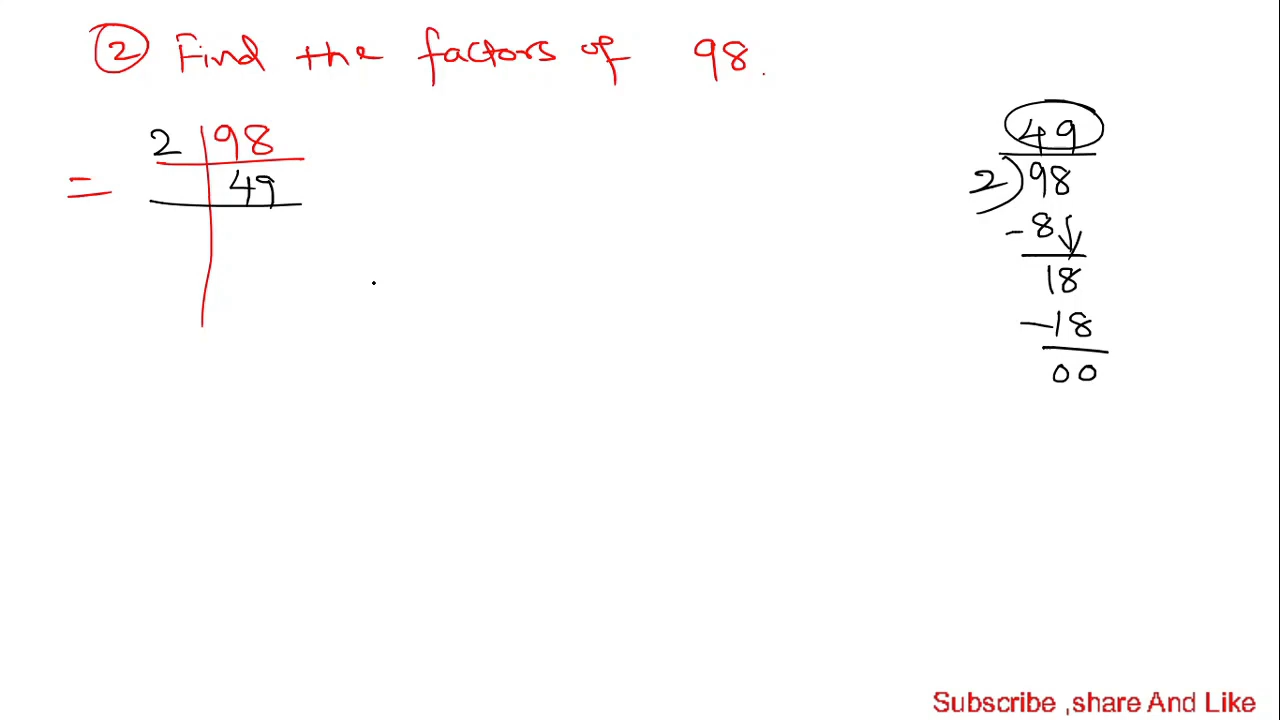 ② Find the factors of 98.
2 | 98
=
49
49
2)98
-8↓
18
-18
00
Subscribe ,share And Like